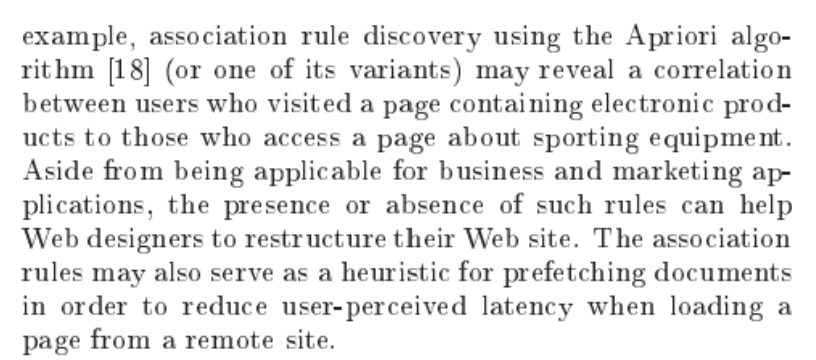 example, association rule discovery using the Apriori algo-
rithm [18] (or one of its variants) may reveal a correlation
between users who visited a page containing electronic prod-
ucts to those who access a page about sporting equipment.
Aside from being applicable for business and marketing ap-
plications, the presence or absence of such rules can help
Web designers to restructure their Web site. The association
rules may also serve as a heuristic for prefetching documents
in order to reduce user-perceived latency when loading a
page from a remote site.